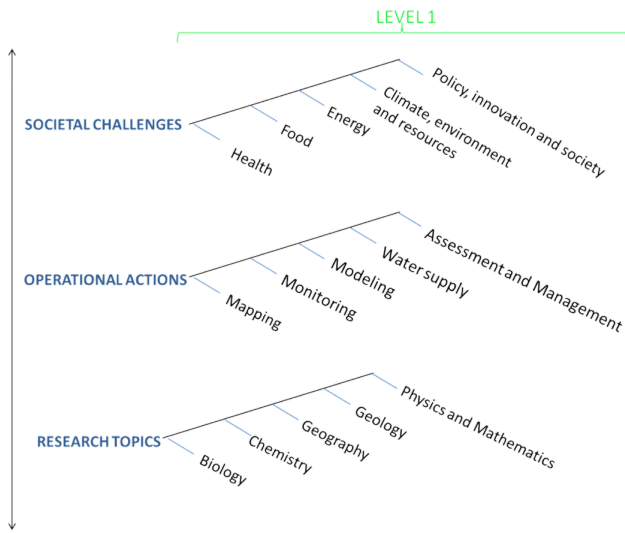 LEVEL 1
SOCIETAL CHALLENGES
Health
Food
Energy
Climate, environment
and resources
Policy, innovation and society
OPERATIONAL ACTIONS
Mapping
Monitoring
Modeling
Water supply
Assessment and Management
RESEARCH TOPICS
Biology
Chemistry
Geography
Geology
Physics and Mathematics